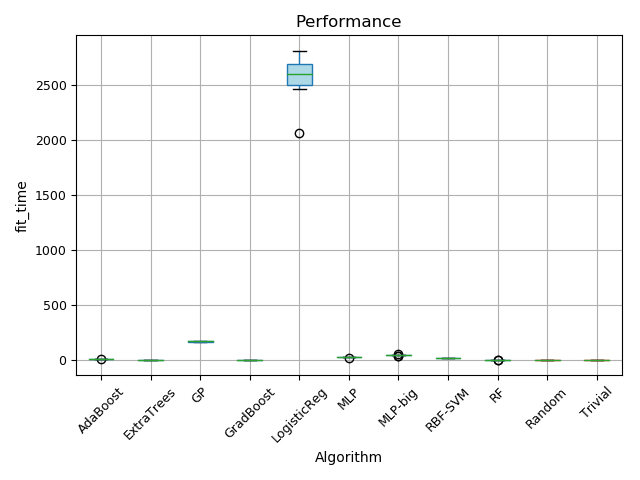 Performance
fit_time
2500
2000
1500
1000
500
0
AdaBoost
ExtraTrees
GP
GradBoost
LogisticReg
MLP
MLP-big
RBF-SVM
RF
Random
Trivial
Algorithm